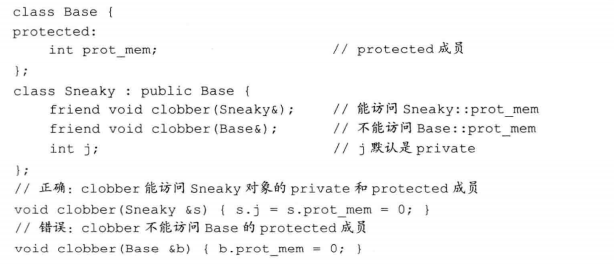 class Base {
protected:
    int prot_mem;                 // protected 成员
};
class Sneaky : public Base {
    friend void clobber(Sneaky&);    // 能访问 Sneaky::prot_mem
    friend void clobber(Base&);      // 不能访问 Base::prot_mem
    int j;                           // j 默认是 private
};
// 正确：clobber 能访问 Sneaky 对象的 private 和 protected 成员
void clobber(Sneaky &s) { s.j = s.prot_mem = 0; }
// 错误：clobber 不能访问 Base 的 protected 成员
void clobber(Base &b) { b.prot_mem = 0; }